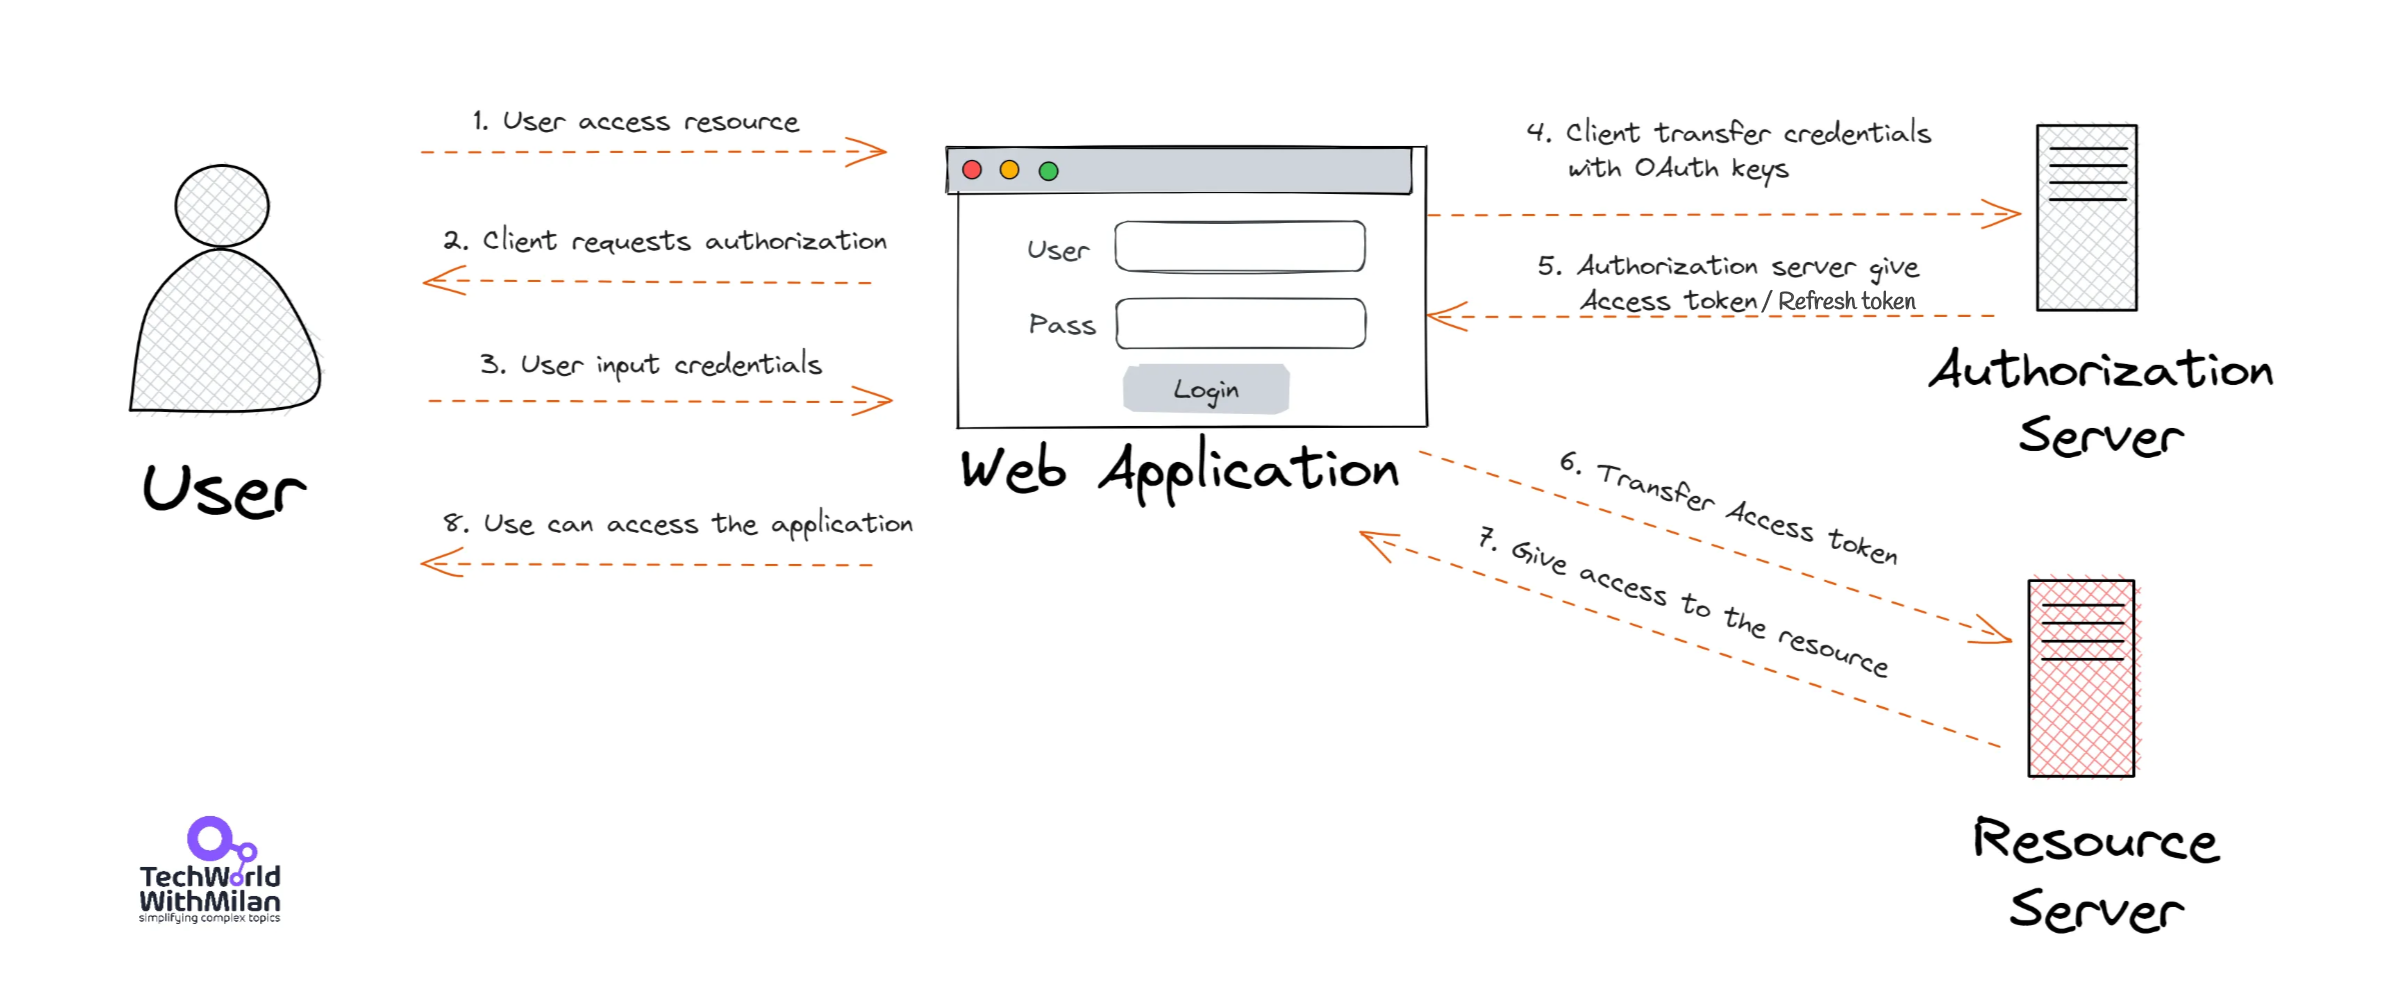 1. User access resource
2. Client requests authorization
3. User input credentials
8. Use can access the application
User
User
Pass
Login
Web Application
4. Client transfer credentials
with OAuth keys
5. Authorization server give
Access token / Refresh token
Authorization
Server
6. Transfer Access token
7. Give access to the resource
Resource
Server
TechWorld
WithMilan
simplifying complex topics